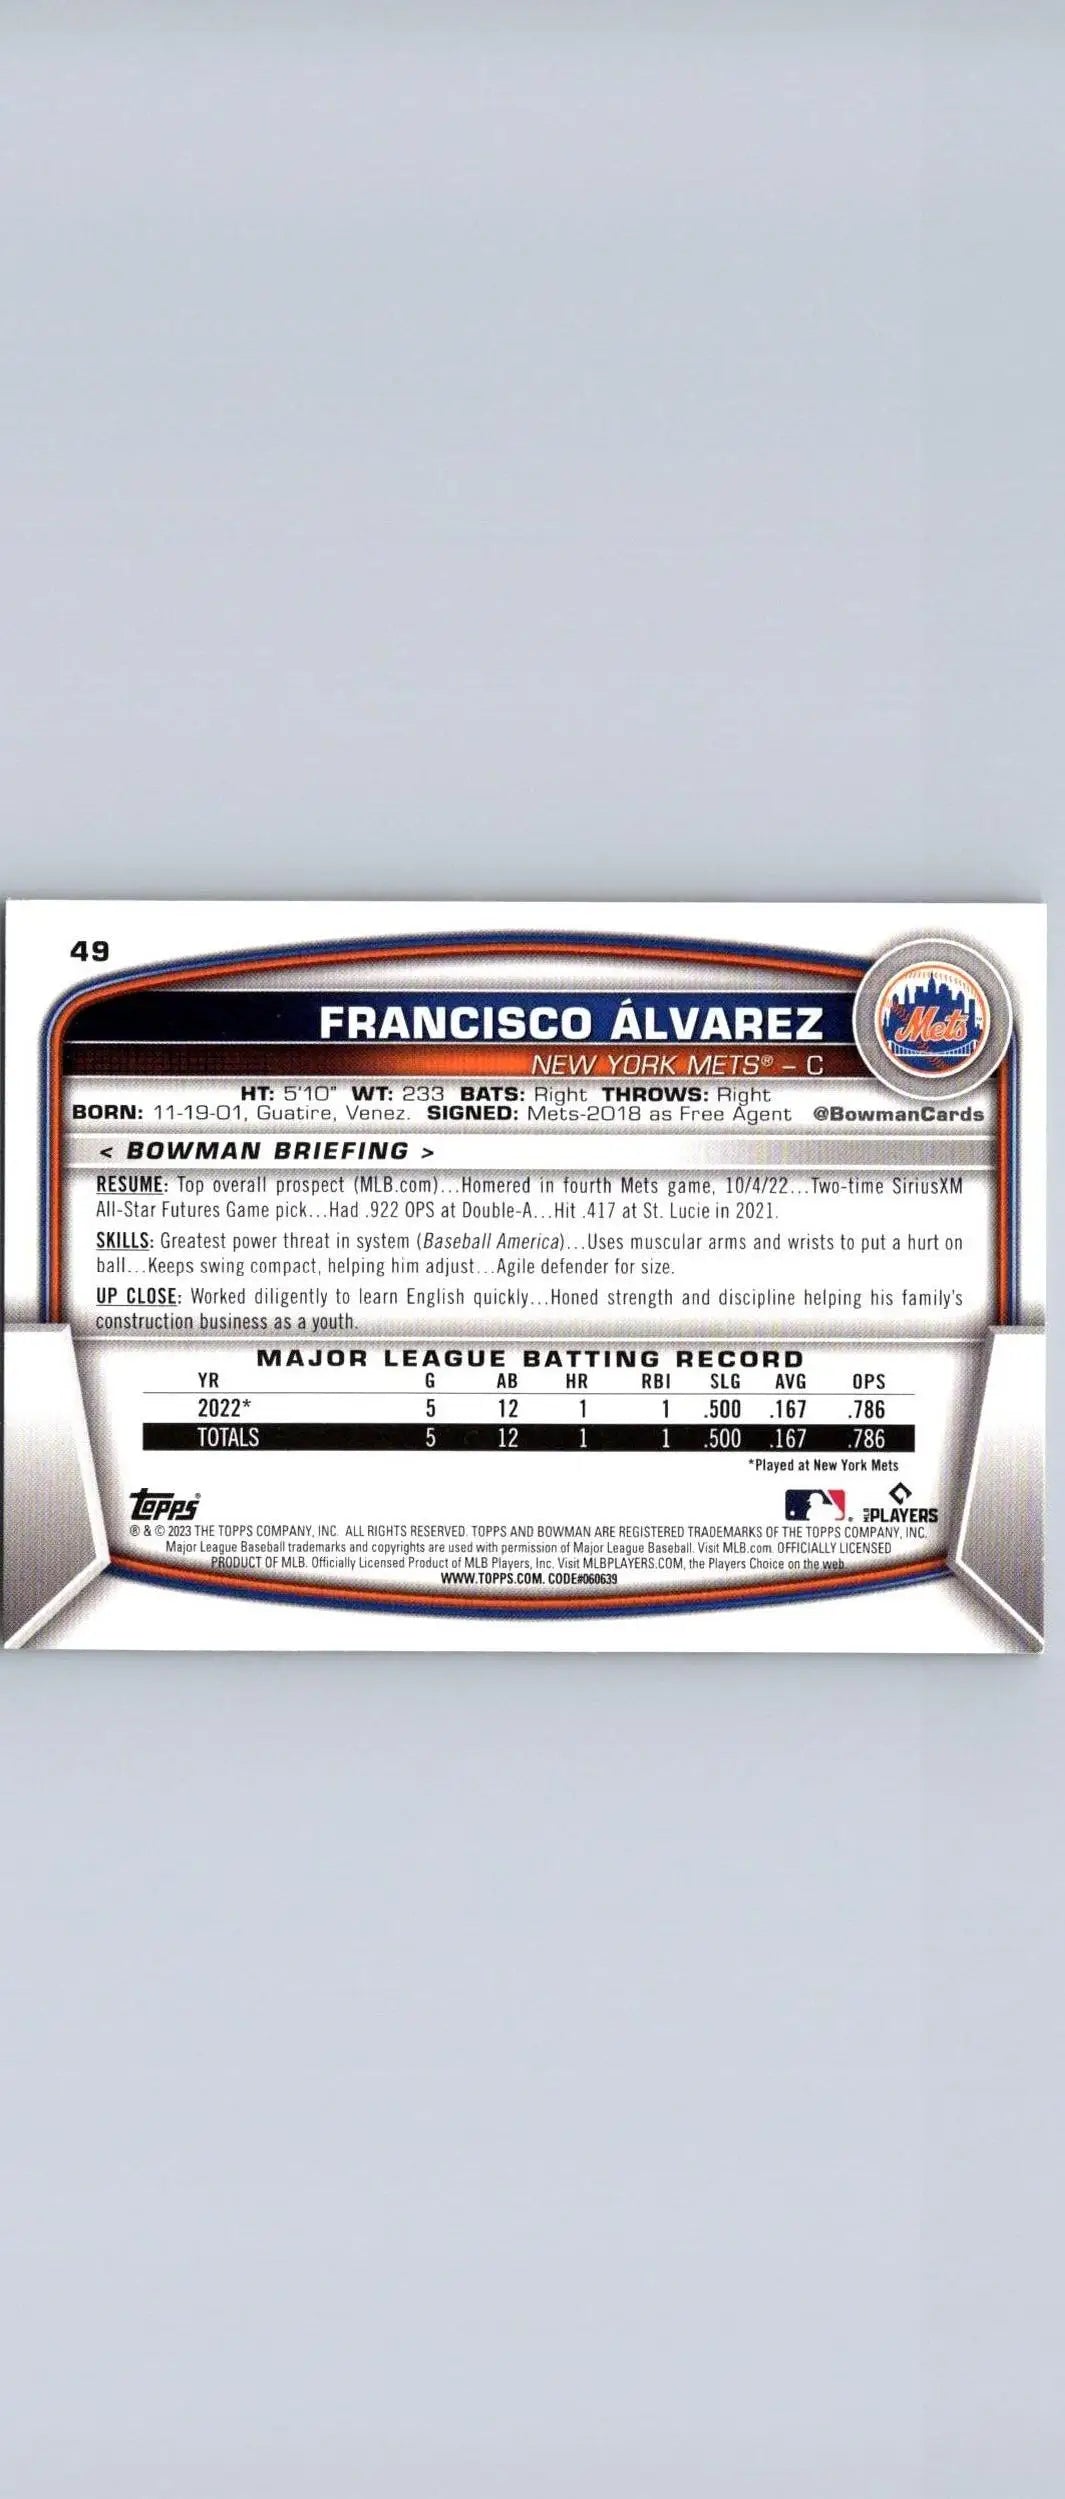 49
FRANCISCO ÁLVAREZ
Mets
NEW YORK METS® – C
HT: 5'10" WT: 233 BATS: Right THROWS: Right
BORN: 11-19-01, Guatire, Venez. SIGNED: Mets-2018 as Free Agent @BowmanCards
< BOWMAN BRIEFING >
RESUME: Top overall prospect (MLB.com)...Homered in fourth Mets game, 10/4/22...Two-time SiriusXM
All-Star Futures Game pick...Had .922 OPS at Double-A...Hit .417 at St. Lucie in 2021.
SKILLS: Greatest power threat in system (Baseball America)...Uses muscular arms and wrists to put a hurt on
ball...Keeps swing compact, helping him adjust...Agile defender for size.
UP CLOSE: Worked diligently to learn English quickly...Honed strength and discipline helping his family's
construction business as a youth.
MAJOR LEAGUE BATTING RECORD
YR G AB HR RBI SLG AVG OPS
2022* 5 12 1 1 .500 .167 .786
TOTALS 5 12 1 1 .500 .167 .786
*Played at New York Mets
topps® MLB PLAYERS
® & © 2023 THE TOPPS COMPANY, INC. ALL RIGHTS RESERVED. TOPPS AND BOWMAN ARE REGISTERED TRADEMARKS OF THE TOPPS COMPANY, INC.
Major League Baseball trademarks and copyrights are used with permission of Major League Baseball. Visit MLB.com. OFFICIALLY LICENSED
PRODUCT OF MLB. Officially Licensed Product of MLB Players, Inc. Visit MLBPLAYERS.COM, the Players Choice on the web.
WWW.TOPPS.COM. CODE#060639